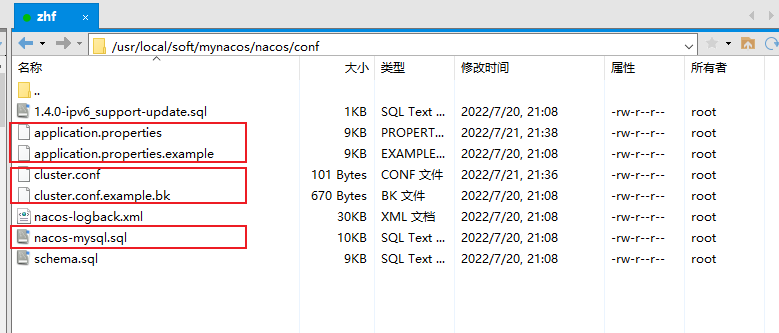 zhf
/usr/local/soft/mynacos/nacos/conf
名称 大小 类型 修改时间 属性 所有者
..
1.4.0-ipv6_support-update.sql 1KB SQL Text ... 2022/7/20, 21:08 -rw-r--r-- root
application.properties 9KB PROPERT... 2022/7/21, 21:38 -rw-r--r-- root
application.properties.example 9KB EXAMPLE... 2022/7/20, 21:08 -rw-r--r-- root
cluster.conf 101 Bytes CONF 文件 2022/7/21, 21:36 -rw-r--r-- root
cluster.conf.example.bk 670 Bytes BK 文件 2022/7/20, 21:08 -rw-r--r-- root
nacos-logback.xml 30KB XML 文档 2022/7/20, 21:08 -rw-r--r-- root
nacos-mysql.sql 10KB SQL Text ... 2022/7/20, 21:08 -rw-r--r-- root
schema.sql 9KB SQL Text ... 2022/7/20, 21:08 -rw-r--r-- root